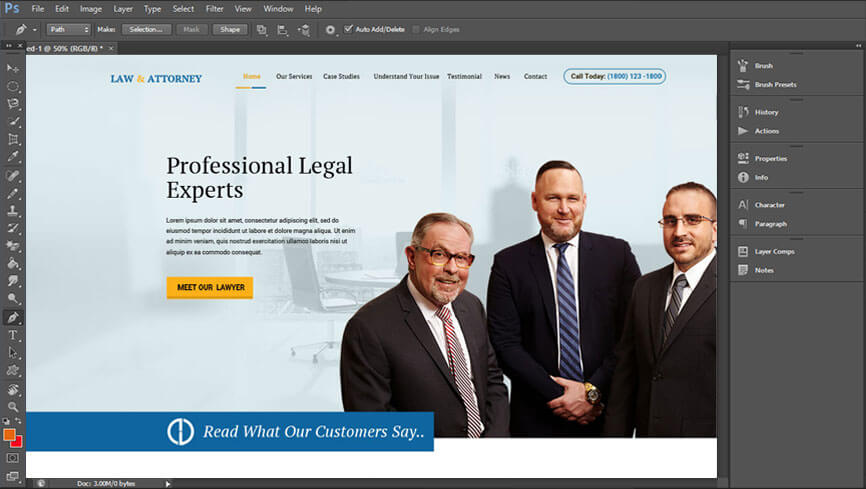 Ps File Edit Image Layer Type Select Filter View Window Help
Path Make: Selection... Mask Shape Auto Add/Delete Align Edges
ed-1 @ 50% (RGB/8) * ×
LAW & ATTORNEY
Home Our Services Case Studies Understand Your Issue Testimonial News Contact
Call Today: (1800) 123 -1800
Professional Legal
Experts
Lorem ipsum dolor sit amet, consectetur adipiscing elit, sed do
eiusmod tempor incididunt ut labore et dolore magna aliqua. Ut enim
ad minim veniam, quis nostrud exercitation ullamco laboris nisi ut
aliquip ex ea commodo consequat.
MEET OUR LAWYER
Read What Our Customers Say..
Brush
Brush Presets
History
Actions
Properties
Info
Character
Paragraph
Layer Comps
Notes
Doc: 3.00M/0 bytes